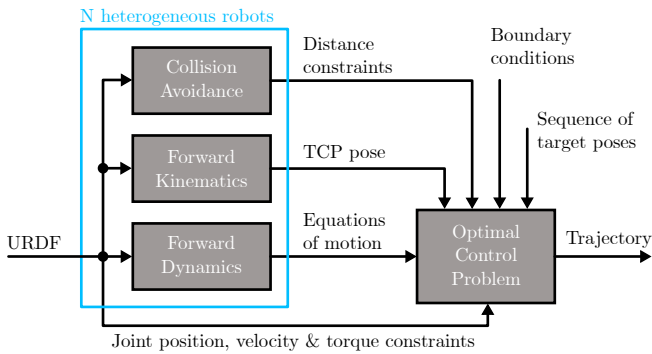 N heterogeneous robots
Collision
Avoidance
Distance
constraints
Boundary
conditions
Sequence of
target poses
Forward
Kinematics
TCP pose
URDF
Forward
Dynamics
Equations
of motion
Optimal
Control
Problem
Trajectory
Joint position, velocity & torque constraints